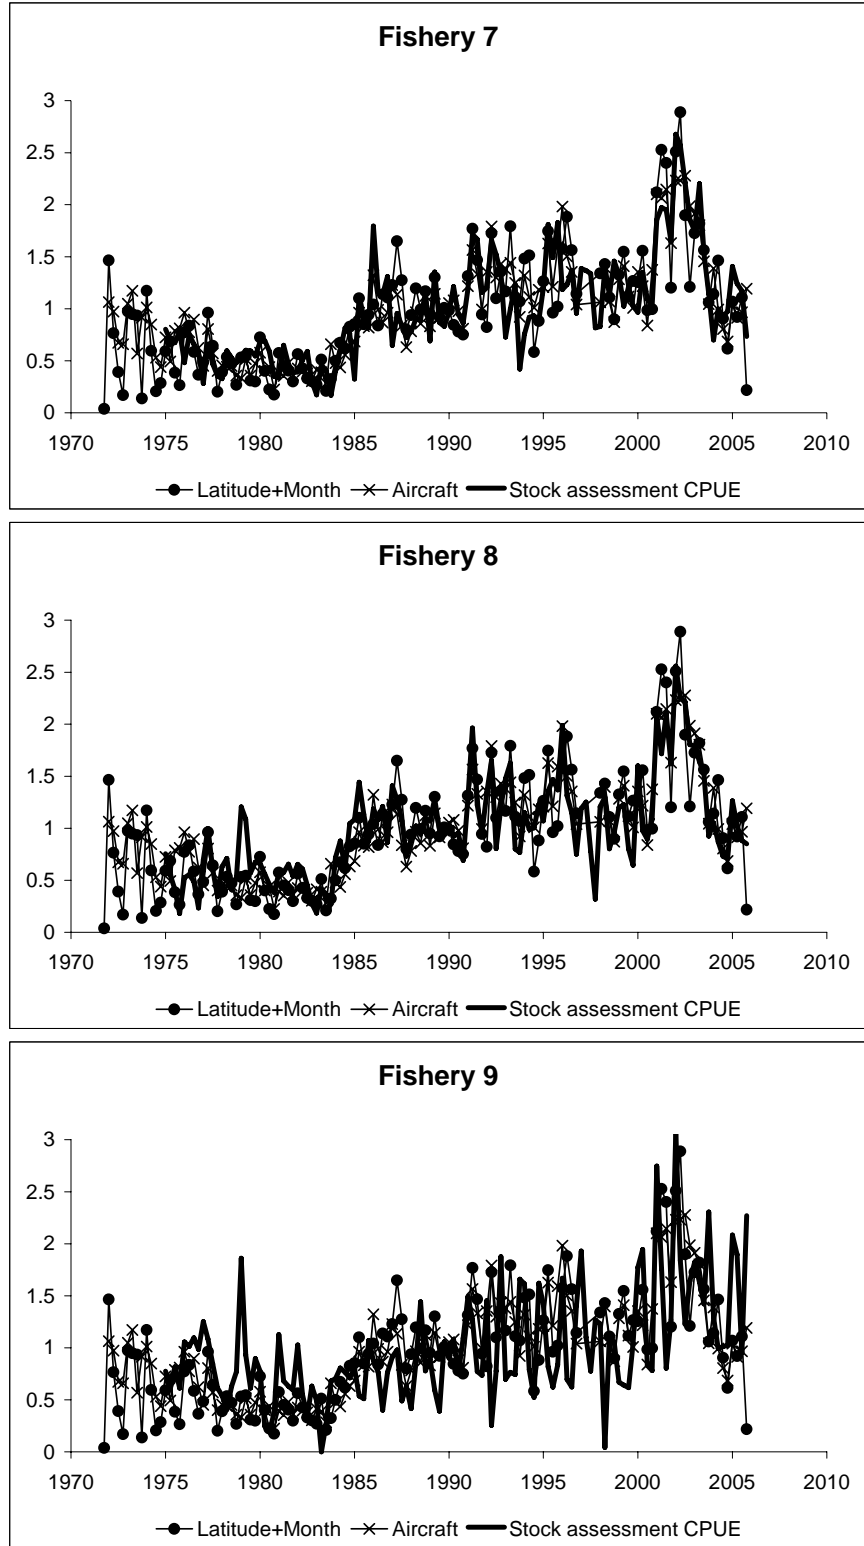 Fishery 7
3
2.5
2
1.5
1
0.5
0
1970 1975 1980 1985 1990 1995 2000 2005 2010
Latitude+Month Aircraft Stock assessment CPUE
Fishery 8
3
2.5
2
1.5
1
0.5
0
1970 1975 1980 1985 1990 1995 2000 2005 2010
Latitude+Month Aircraft Stock assessment CPUE
Fishery 9
3
2.5
2
1.5
1
0.5
0
1970 1975 1980 1985 1990 1995 2000 2005 2010
Latitude+Month Aircraft Stock assessment CPUE